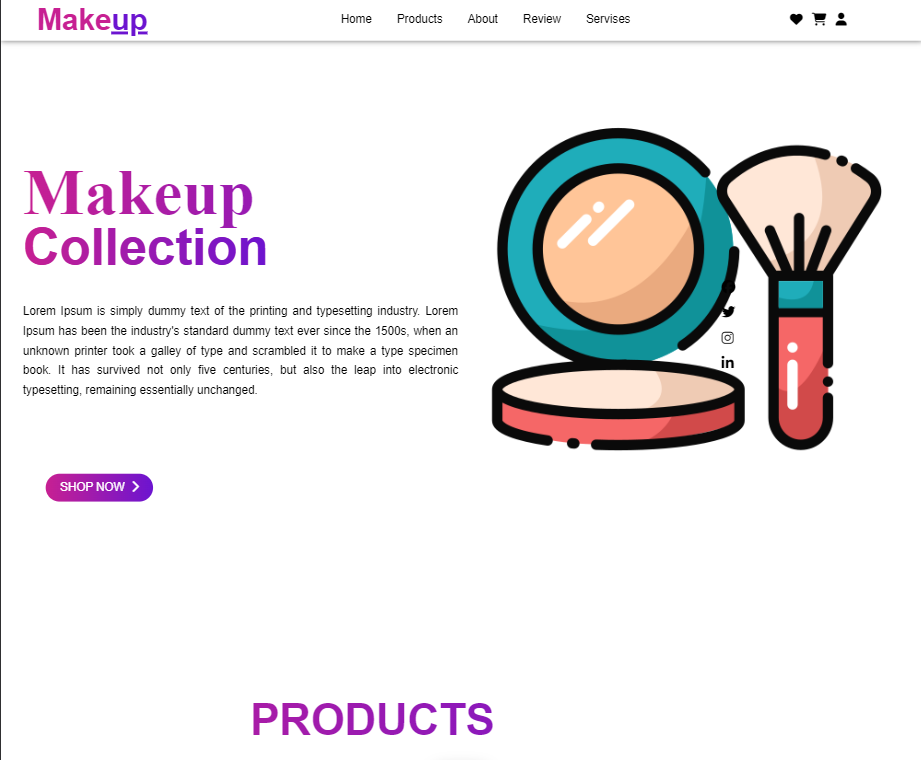 Makeup
Home Products About Review Servises
Makeup
Collection
Lorem Ipsum is simply dummy text of the printing and typesetting industry. Lorem
Ipsum has been the industry's standard dummy text ever since the 1500s, when an
unknown printer took a galley of type and scrambled it to make a type specimen
book. It has survived not only five centuries, but also the leap into electronic
typesetting, remaining essentially unchanged.
in
SHOP NOW
PRODUCTS